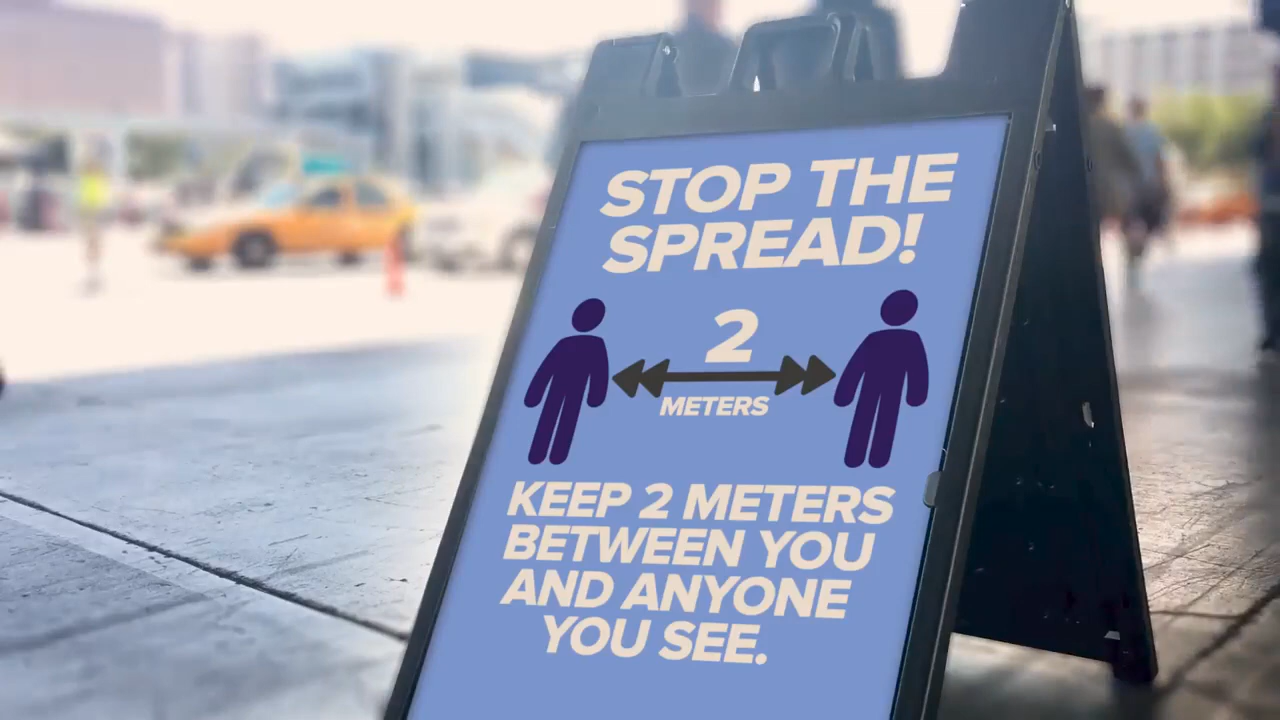 STOP THE
SPREAD!
2
METERS
KEEP 2 METERS
BETWEEN YOU
AND ANYONE
YOU SEE.